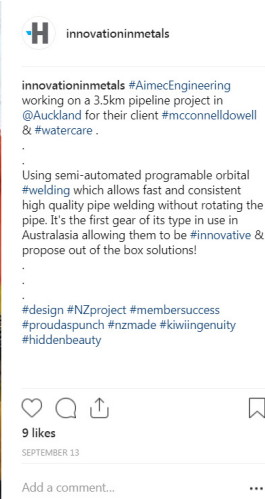 innovationinmetals
innovationinmetals #AimecEngineering
working on a 3.5km pipeline project in
@Auckland for their client #mcconnelldowell
& #watercare .
.
.
Using semi-automated programable orbital
#welding which allows fast and consistent
high quality pipe welding without rotating the
pipe. It's the first gear of its type in use in
Australasia allowing them to be #innovative &
propose out of the box solutions!
.
.
.
#design #NZproject #membersuccess
#proudaspunch #nzmade #kiwiingenuity
#hiddenbeauty
9 likes
SEPTEMBER 13
Add a comment...